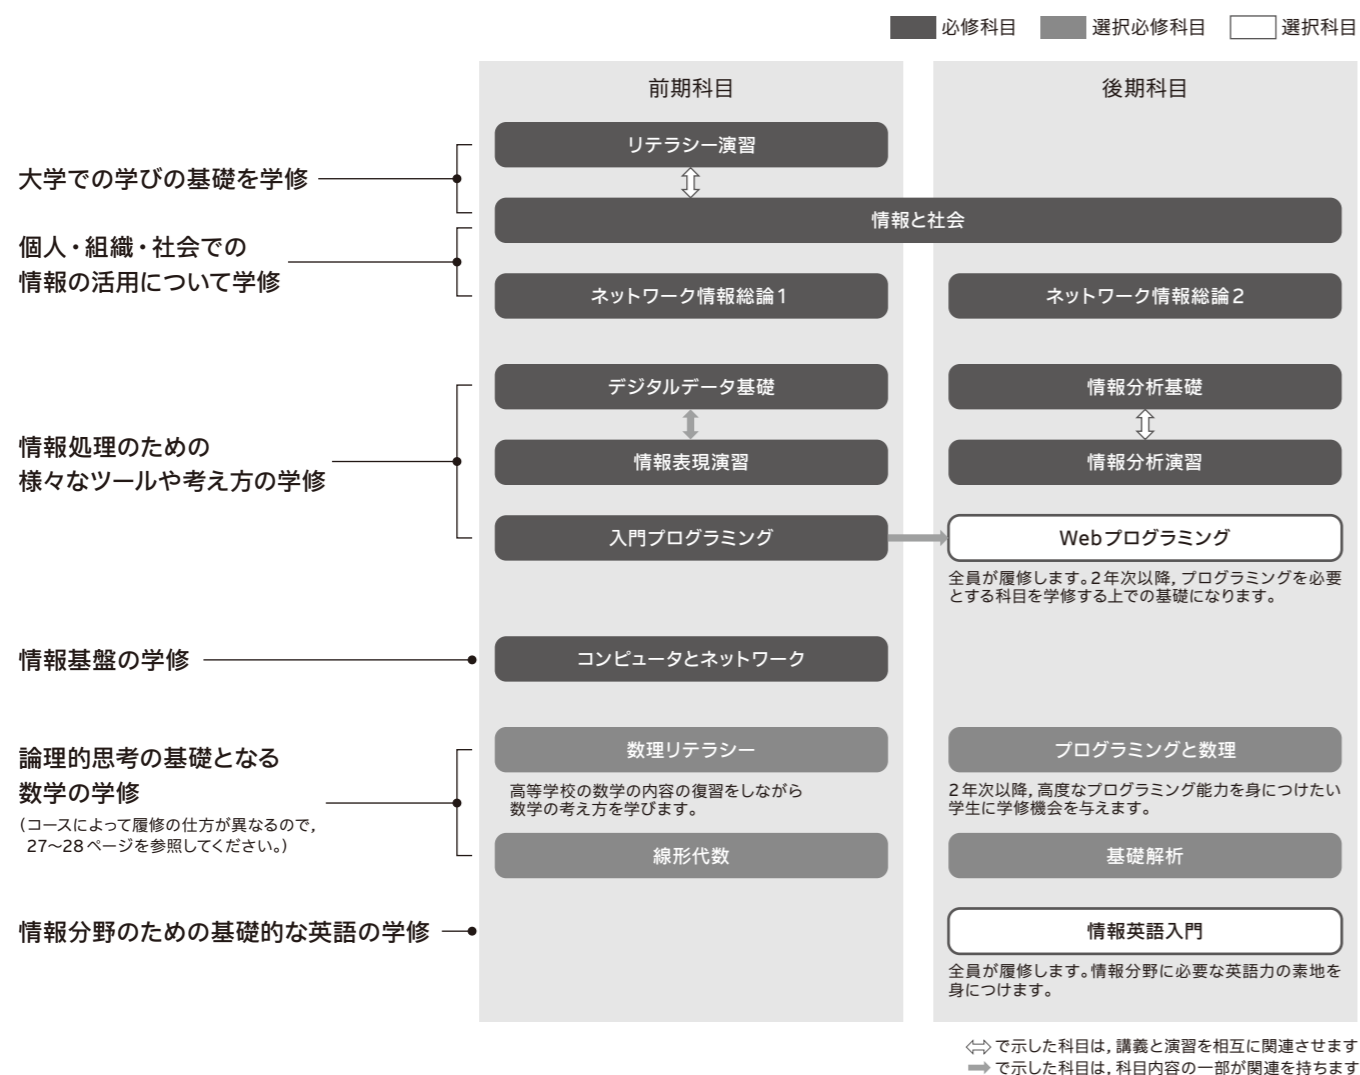 必修科目 選択必修科目 選択科目
前期科目 後期科目
大学での学びの基礎を学修
リテラシー演習
情報と社会
個人・組織・社会での
情報の活用について学修
ネットワーク情報総論1 ネットワーク情報総論2
情報処理のための
様々なツールや考え方の学修
デジタルデータ基礎 情報分析基礎
情報表現演習 情報分析演習
入門プログラミング Webプログラミング
全員が履修します。2年次以降, プログラミングを必要
とする科目を学修する上での基礎になります。
情報基盤の学修
コンピュータとネットワーク
論理的思考の基礎となる
数学の学修
(コースによって履修の仕方が異なるので,
27〜28ページを参照してください。)
数理リテラシー
高等学校の数学の内容の復習をしながら
数学の考え方を学びます。
プログラミングと数理
2年次以降, 高度なプログラミング能力を身につけたい
学生に学修機会を与えます。
線形代数 基礎解析
情報分野のための基礎的な英語の学修
情報英語入門
全員が履修します。情報分野に必要な英語力の素地を
身につけます。
⇔で示した科目は, 講義と演習を相互に関連させます
➡で示した科目は, 科目内容の一部が関連を持ちます